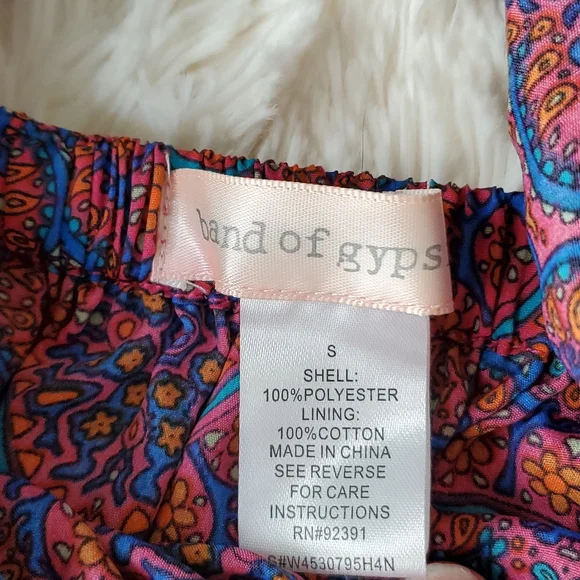 band of gyps
S
SHELL:
100%POLYESTER
LINING:
100%COTTON
MADE IN CHINA
SEE REVERSE
FOR CARE
INSTRUCTIONS
RN#92391
S#W4530795H4N